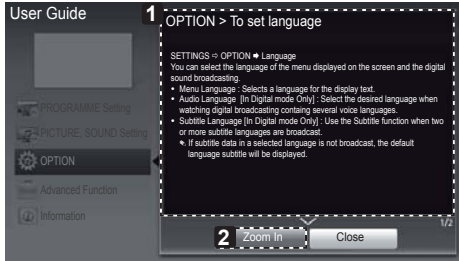 User Guide
1
OPTION > To set language
SETTINGS ⇨ OPTION ➡ Language
You can select the language of the menu displayed on the screen and the digital
sound broadcasting.
• Menu Language : Selects a language for the display text.
• Audio Language [In Digital mode Only] : Select the desired language when
watching digital broadcasting containg several voice languages.
• Subtitle Language [In Digital mode Only] : Use the Subtitle function when two
or more subtitle languages are broadcast.
If subtitle data in a selected language is not broadcast, the default
language subtitle will be displayed.
PROGRAMME Setting
PICTURE, SOUND Setting
OPTION
Advanced Function
Information
1/2
2
Zoom In
Close